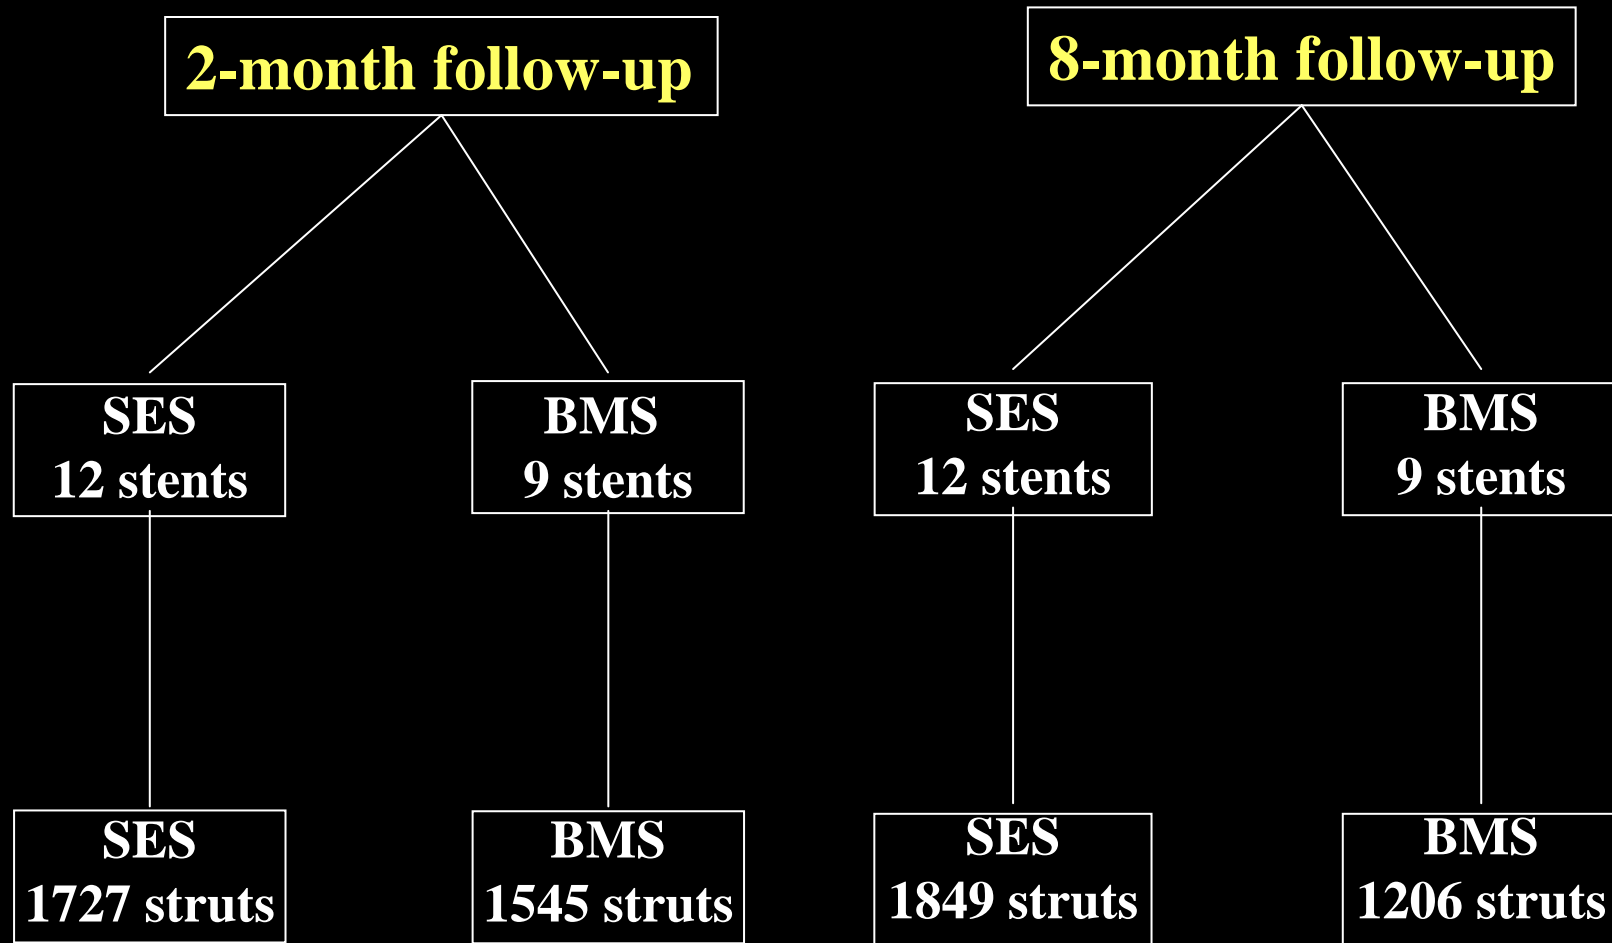 2-month follow-up
8-month follow-up
SES
12 stents
BMS
9 stents
SES
12 stents
BMS
9 stents
SES
1727 struts
BMS
1545 struts
SES
1849 struts
BMS
1206 struts